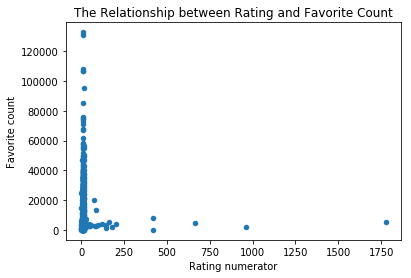 The Relationship between Rating and Favorite Count
Favorite count
120000
100000
80000
60000
40000
20000
0
0 250 500 750 1000 1250 1500 1750
Rating numerator